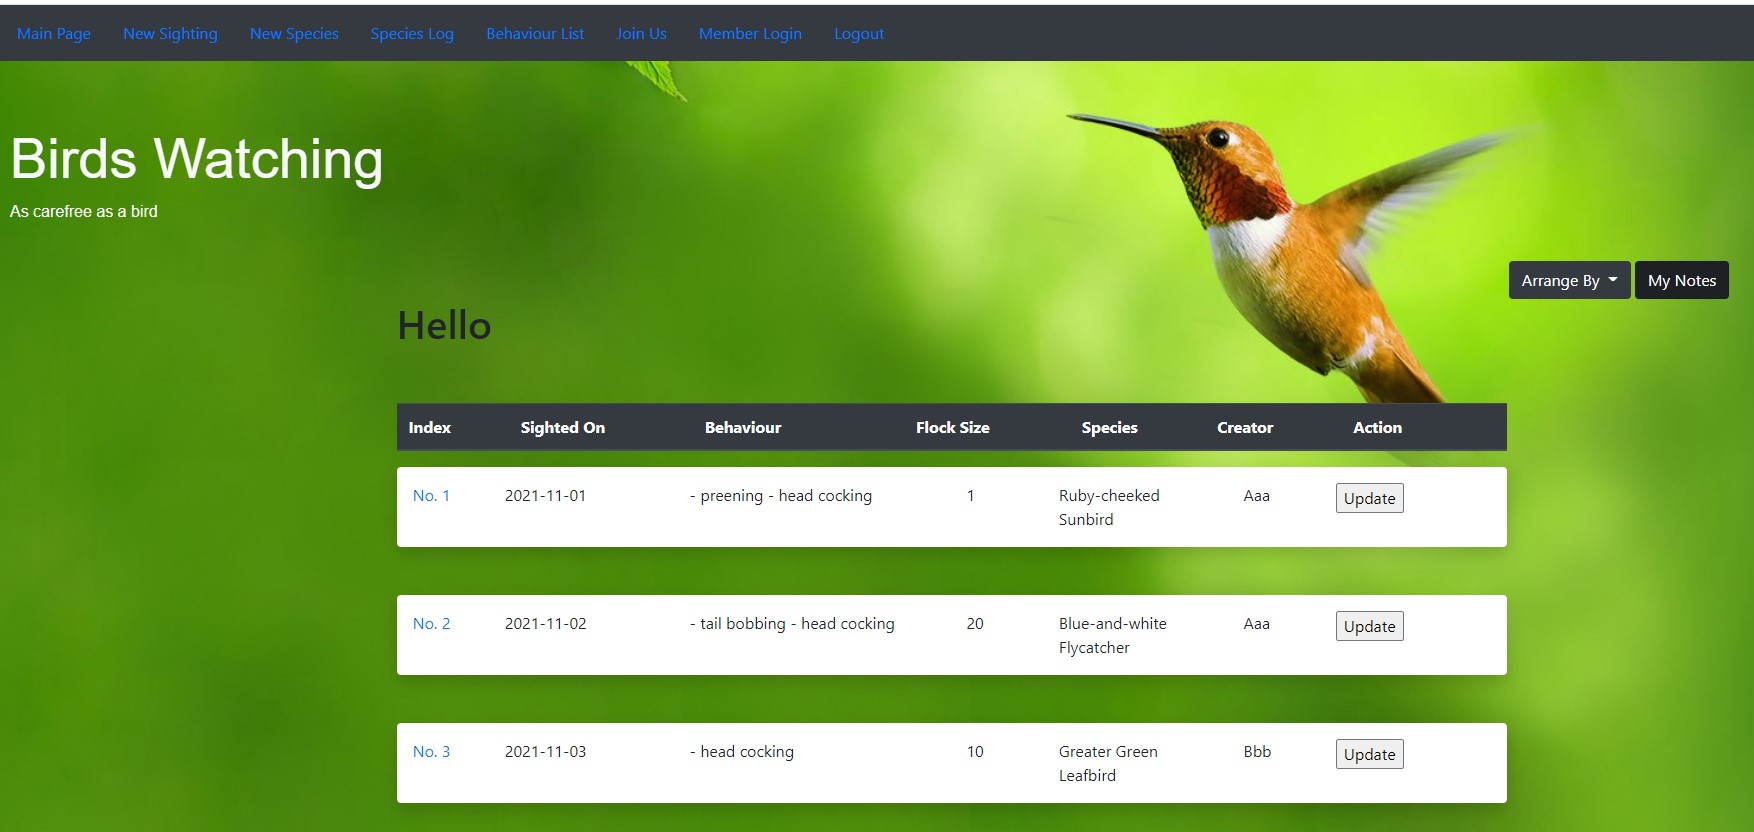 Main Page New Sighting New Species Species Log Behaviour List Join Us Member Login Logout
Birds Watching
As carefree as a bird
Arrange By My Notes
Hello
Index Sighted On Behaviour Flock Size Species Creator Action
No. 1 2021-11-01 - preening - head cocking 1 Ruby-cheeked Aaa Update
Sunbird
No. 2 2021-11-02 - tail bobbing - head cocking 20 Blue-and-white Aaa Update
Flycatcher
No. 3 2021-11-03 - head cocking 10 Greater Green Bbb Update
Leafbird